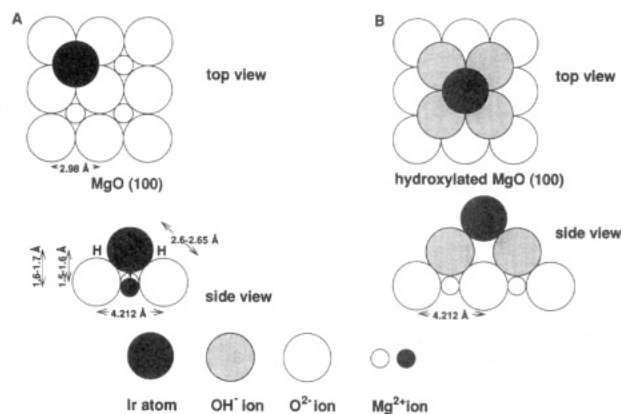 A
top view
2.98 Å
MgO (100)
H
H
2.6-2.65 Å
1.6-1.7 Å
1.5-1.6 Å
side view
4.212 Å
B
top view
hydroxylated MgO (100)
side view
4.212 Å
Ir atom
OH⁻ ion
O²⁻ ion
Mg²⁺ ion